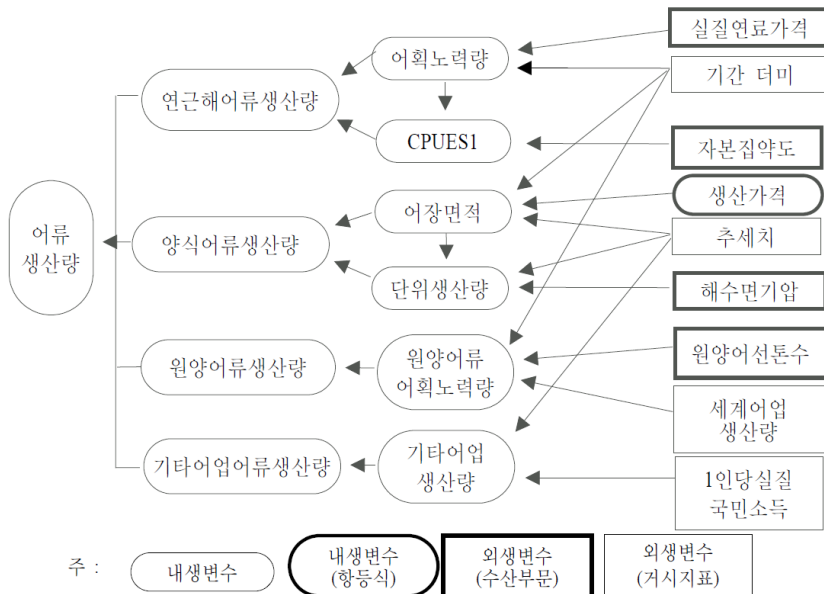 실질연료가격
어획노력량
기간 더미
연근해어류생산량
CPUES1
자본집약도
생산가격
어장면적
어류
생산량
양식어류생산량
추세치
단위생산량
해수면기압
원양어류생산량
원양어류
어획노력량
원양어선톤수
세계어업
생산량
기타어업어류생산량
기타어업
생산량
1인당실질
국민소득
주 :
내생변수
내생변수
(항등식)
외생변수
(수산부문)
외생변수
(거시지표)